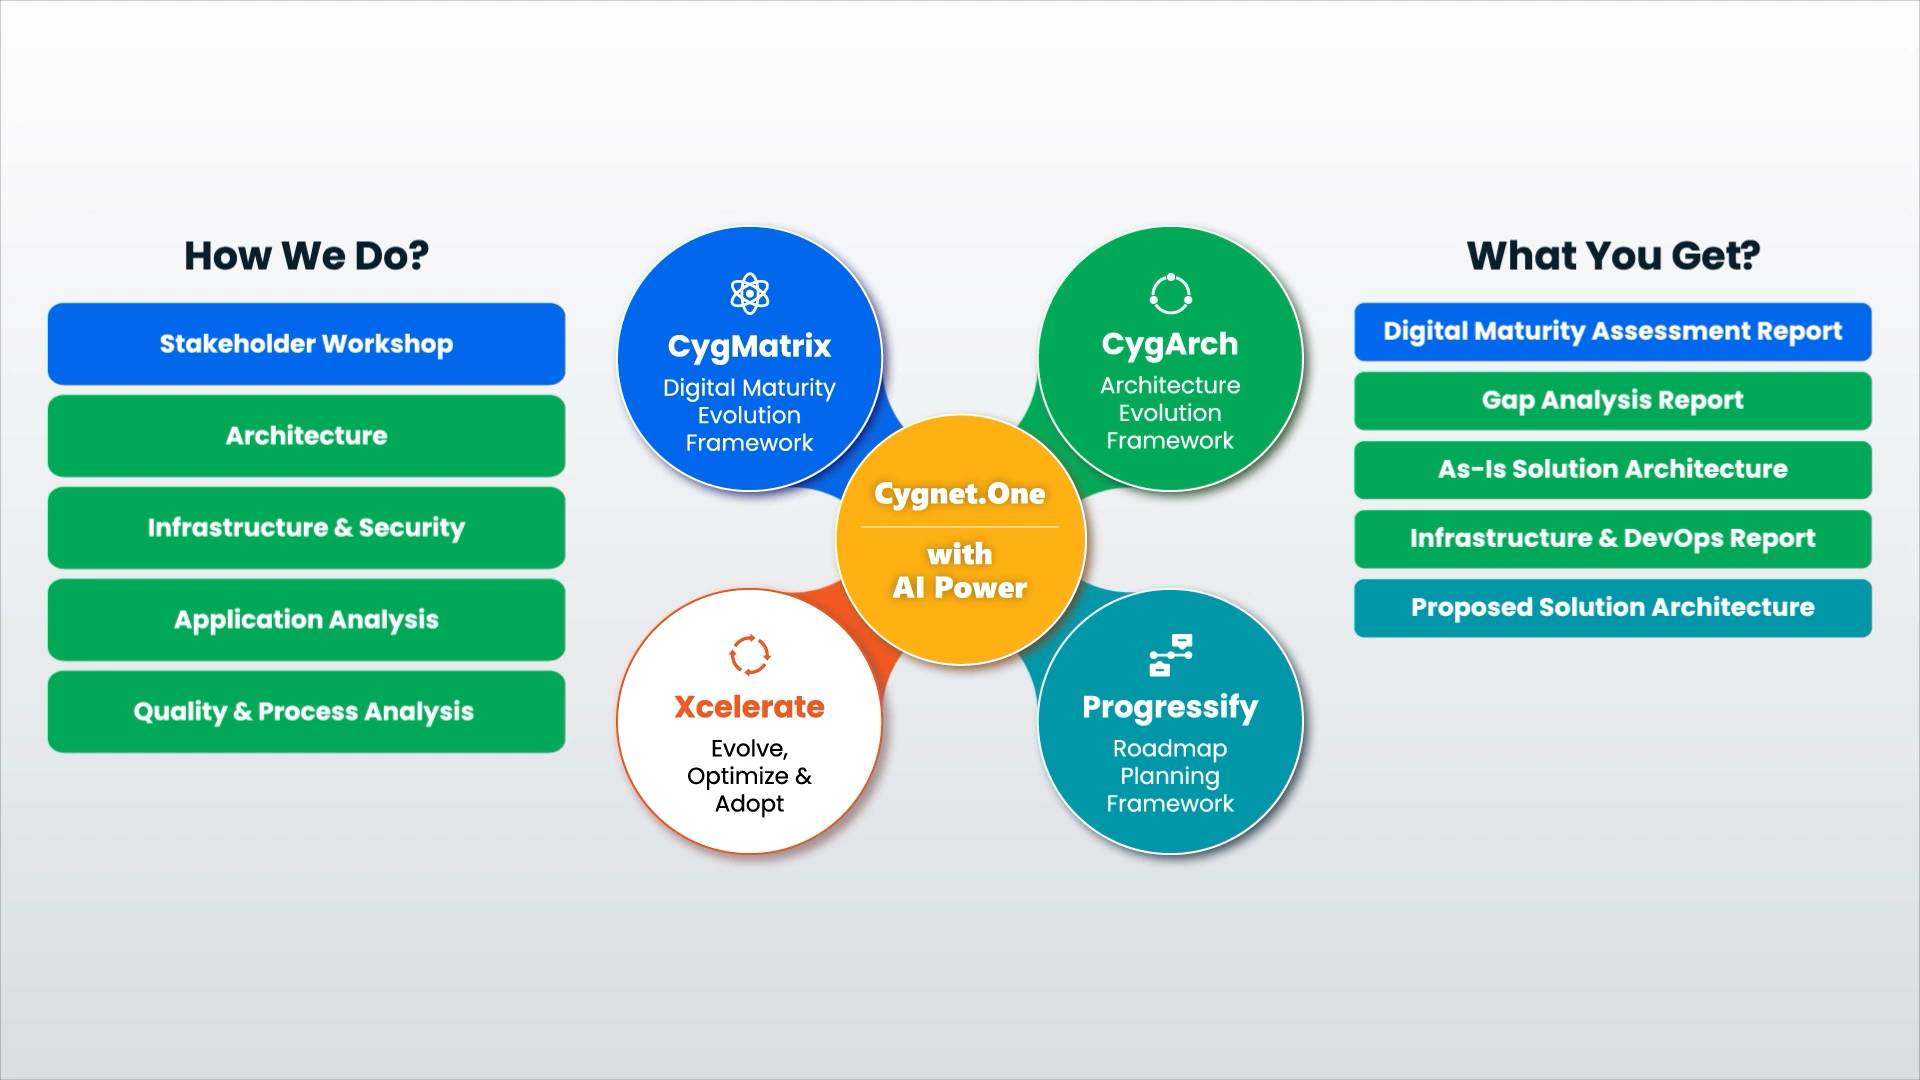 How We Do?
Stakeholder Workshop
Architecture
Infrastructure & Security
Application Analysis
Quality & Process Analysis
CygMatrix
Digital Maturity
Evolution
Framework
CygArch
Architecture
Evolution
Framework
Cygnet.One
with
AI Power
Xcelerate
Evolve,
Optimize &
Adopt
Progressify
Roadmap
Planning
Framework
What You Get?
Digital Maturity Assessment Report
Gap Analysis Report
As-Is Solution Architecture
Infrastructure & DevOps Report
Proposed Solution Architecture